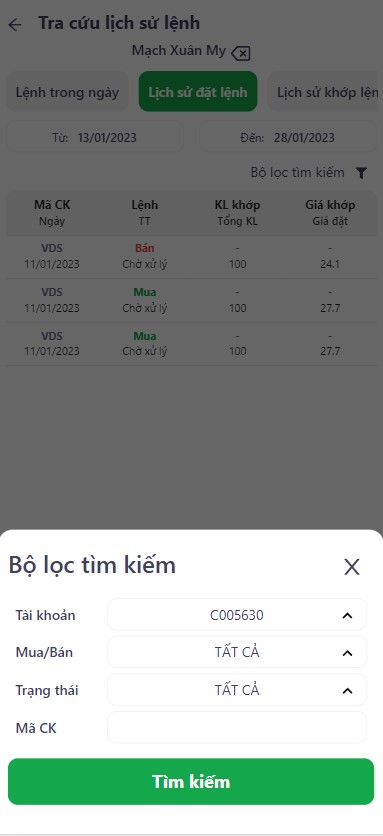 Tra cứu lịch sử lệnh
Mạch Xuân My
Lệnh trong ngày Lịch sử đặt lệnh Lịch sử khớp lện
Từ: 13/01/2023 Đến: 28/01/2023
Bộ lọc tìm kiếm
Mã CK Lệnh KL khớp Giá khớp
Ngày TT Tổng KL Giá đặt
VDS Bán - -
11/01/2023 Chờ xử lý 100 24.1
VDS Mua - -
11/01/2023 Chờ xử lý 100 27.7
VDS Mua - -
11/01/2023 Chờ xử lý 100 27.7
Bộ lọc tìm kiếm
Tài khoản C005630
Mua/Bán TẤT CẢ
Trạng thái TẤT CẢ
Mã CK
Tìm kiếm